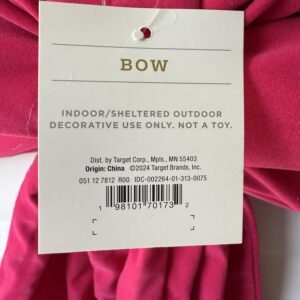 BOW
INDOOR/SHELTERED OUTDOOR
DECORATIVE USE ONLY. NOT A TOY.
Dist. by Target Corp., Mpls., MN 55403
Origin: China ©2024 Target Brands, Inc.
051 12 7812 R00 IDC-002264-01-313-0075
1 98101 70173 2